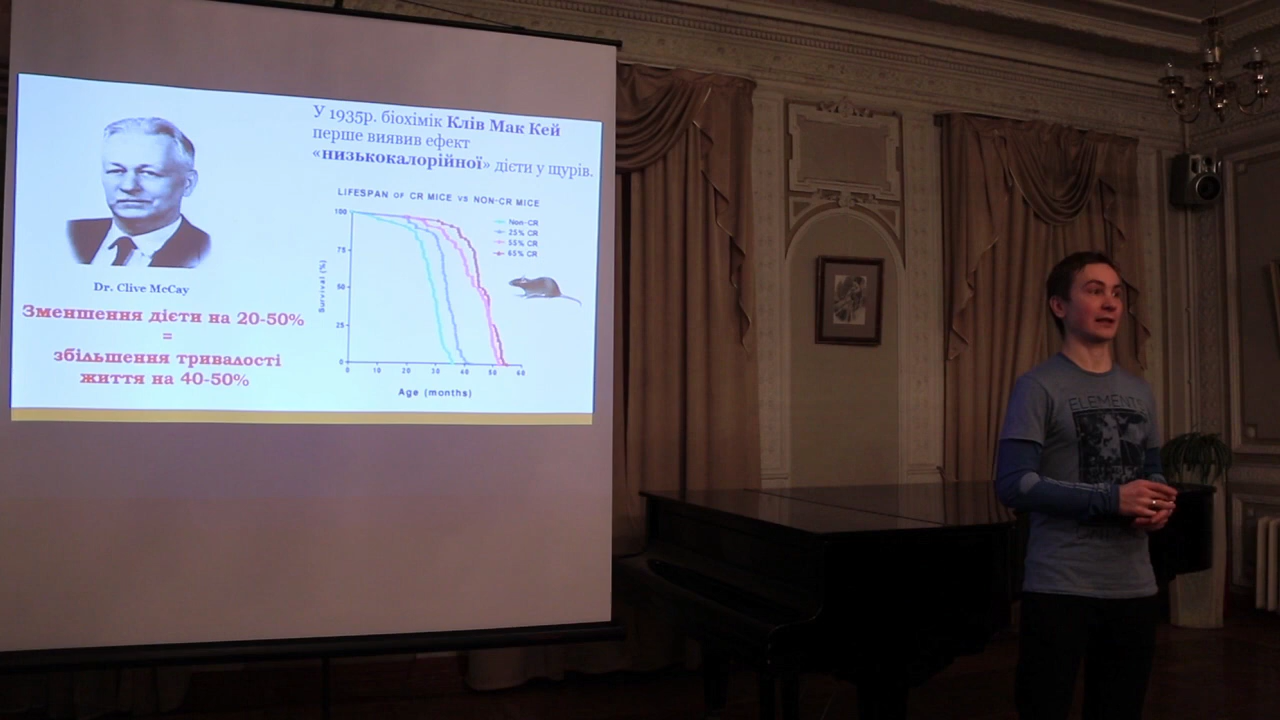 У 1935р. біохімік Клів Мак Кей
перше виявив ефект
«низькокалорійної» дієти у щурів.
Dr. Clive McCay
Зменшення дієти на 20-50%
=
збільшення тривалості
життя на 40-50%
LIFESPAN OF CR MICE VS NON-CR MICE
Non-CR
25% CR
55% CR
65% CR
Survival (%)
100
75
50
25
0
0 10 20 30 40 50 60
Age (months)
ELEMENT